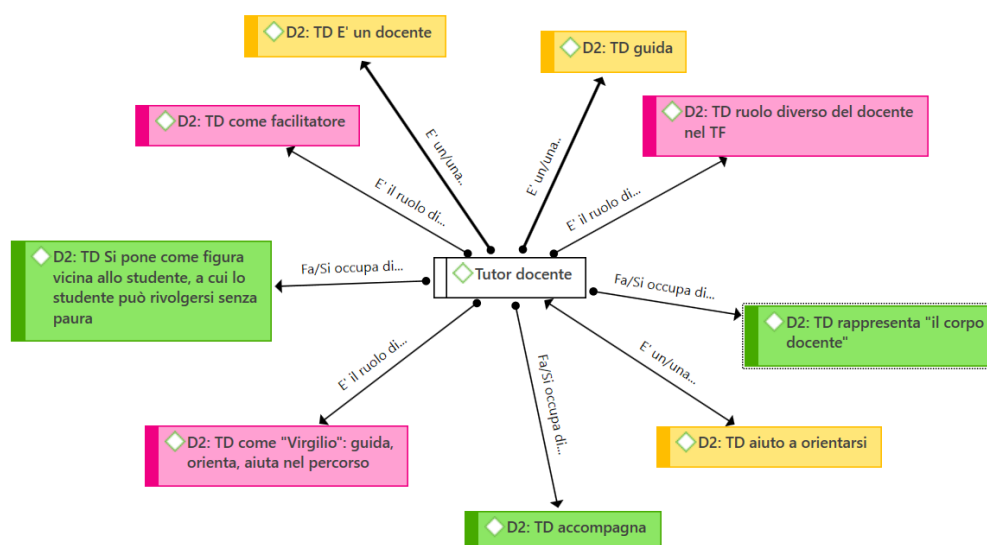 D2: TD E' un docente
D2: TD guida
D2: TD come facilitatore
D2: TD ruolo diverso del docente
nel TF
E' un/una...
E' un/una...
E' il ruolo di...
E' il ruolo di...
D2: TD Si pone come figura
vicina allo studente, a cui lo
studente può rivolgersi senza
paura
Fa/Si occupa di...
Tutor docente
Fa/Si occupa di...
D2: TD rappresenta "il corpo
docente"
E' il ruolo di...
Fa/Si occupa di...
E' un/una...
D2: TD come "Virgilio": guida,
orienta, aiuta nel percorso
D2: TD aiuto a orientarsi
D2: TD accompagna